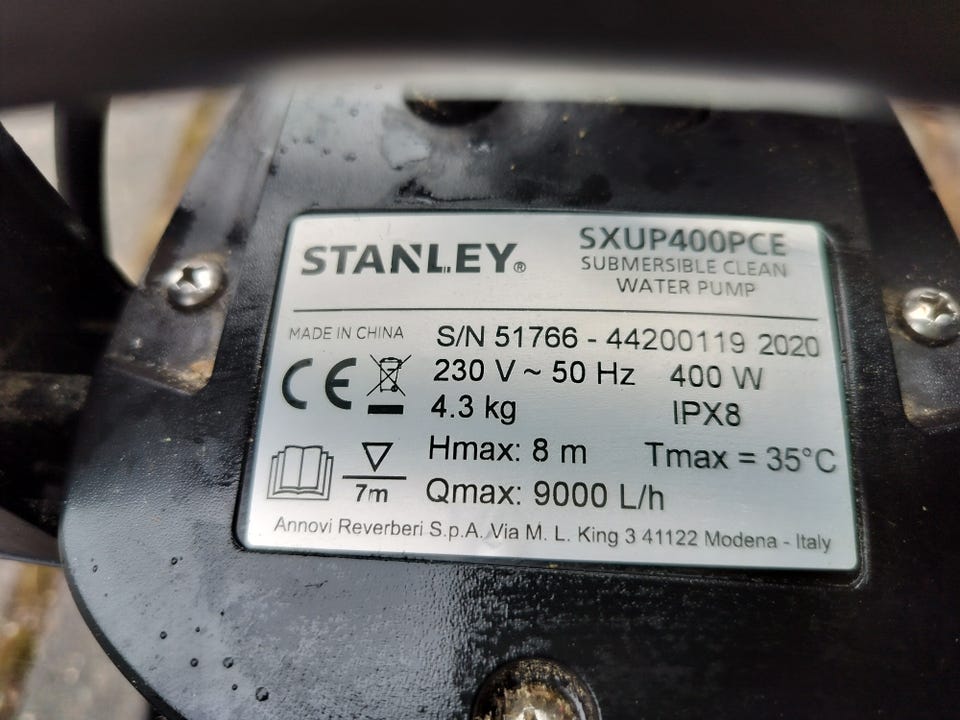 STANLEY®
SXUP400PCE
SUBMERSIBLE CLEAN
WATER PUMP
MADE IN CHINA
S/N 51766 - 44200119 2020
CE
230 V ~ 50 Hz 400 W
4.3 kg IPX8
Hmax: 8 m Tmax = 35°C
7m
Qmax: 9000 L/h
Annovi Reverberi S.p.A. Via M. L. King 3 41122 Modena - Italy